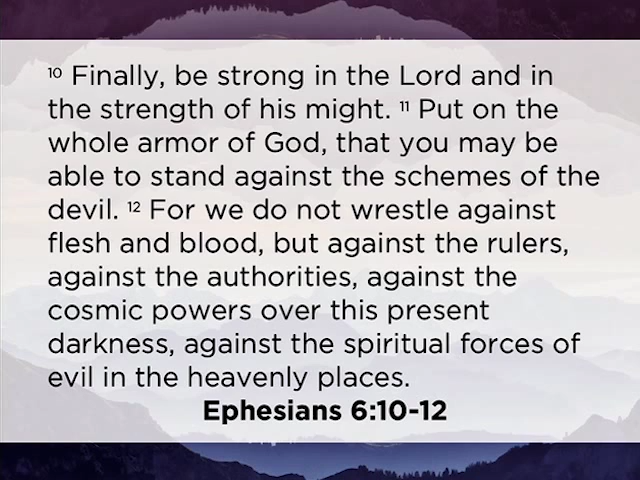 10 Finally, be strong in the Lord and in
the strength of his might. 11 Put on the
whole armor of God, that you may be
able to stand against the schemes of the
devil. 12 For we do not wrestle against
flesh and blood, but against the rulers,
against the authorities, against the
cosmic powers over this present
darkness, against the spiritual forces of
evil in the heavenly places.
Ephesians 6:10-12